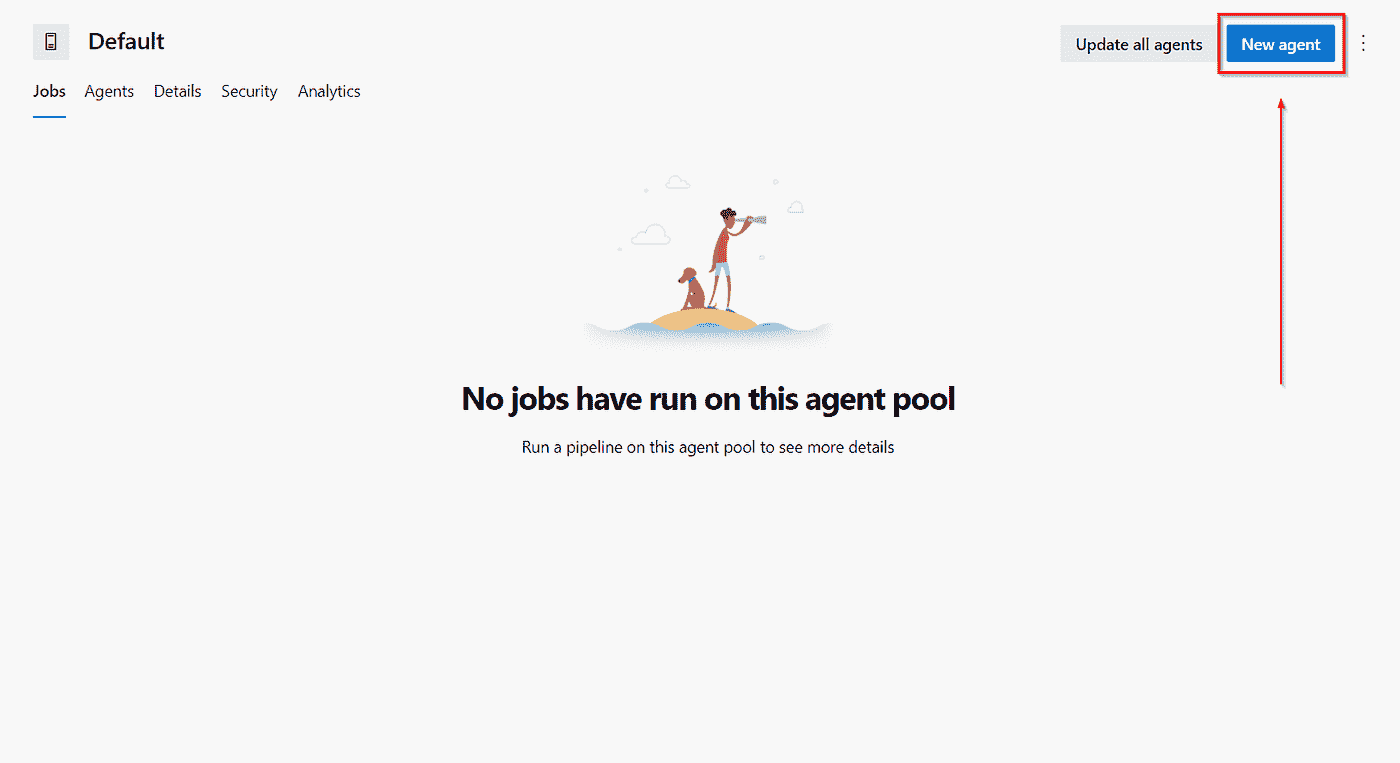 Default
Update all agents
New agent
Jobs Agents Details Security Analytics
No jobs have run on this agent pool
Run a pipeline on this agent pool to see more details